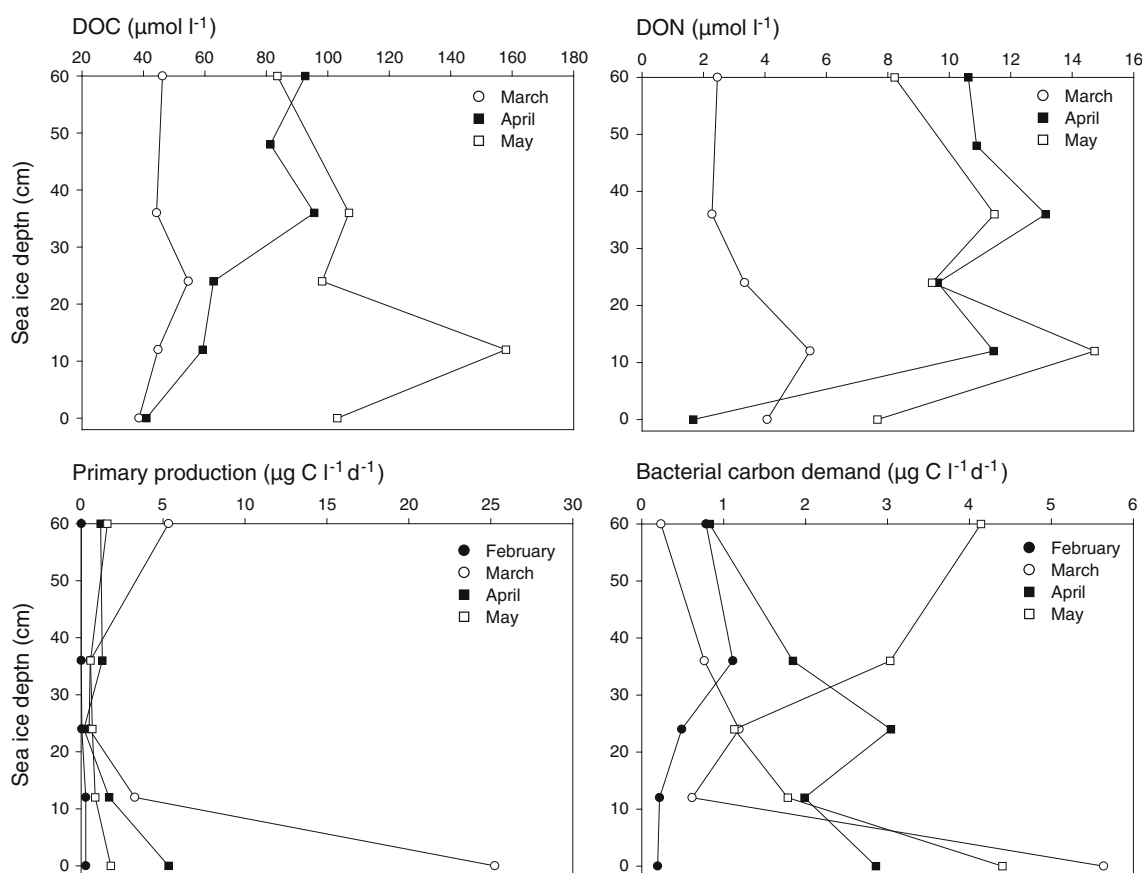 DOC (µmol l⁻¹)
20 40 60 80 100 120 140 160 180
60
50
40
30
20
10
0
Sea ice deptn (cm)
March
April
May
DON (µmol l⁻¹)
0 2 4 6 8 10 12 14 16
60
50
40
30
20
10
0
March
April
May
Primary production (µg C l⁻¹ d⁻¹)
0 5 10 15 20 25 30
60
40
30
20
10
0
Sea ice deptn (cm)
February
March
April
May
Bacterial carbon demand (µg C l⁻¹ d⁻¹)
0 1 2 3 4 5 6
60
50
40
30
20
10
0
February
March
April
May